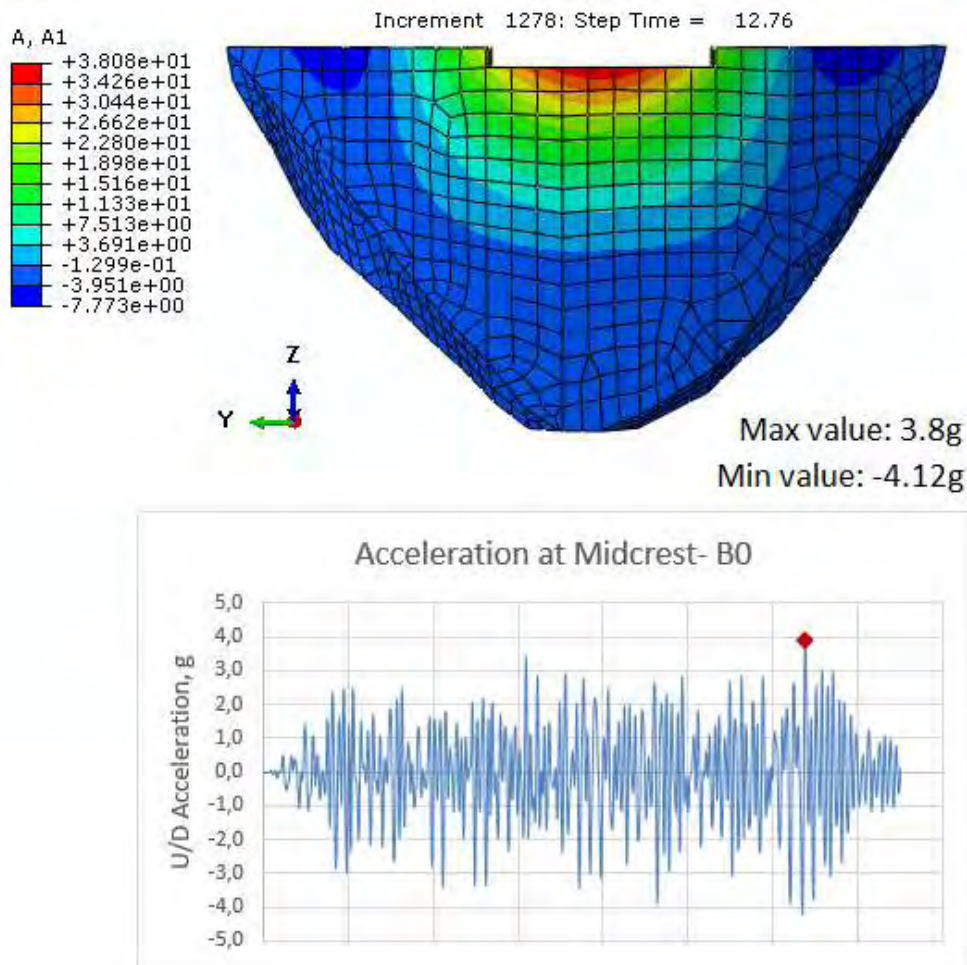 Increment 1278: Step Time = 12.76
A, A1
+3.808e+01
+3.426e+01
+3.044e+01
+2.662e+01
+2.280e+01
+1.898e+01
+1.516e+01
+1.133e+01
+7.513e+00
+3.691e+00
-1.299e-01
-3.951e+00
-7.773e+00
Z
Y
Max value: 3.8g
Min value: -4.12g
Acceleration at Midcrest- B0
U/D Acceleration, g
5,0
4,0
3,0
2,0
1,0
0,0
-1,0
-2,0
-3,0
-4,0
-5,0